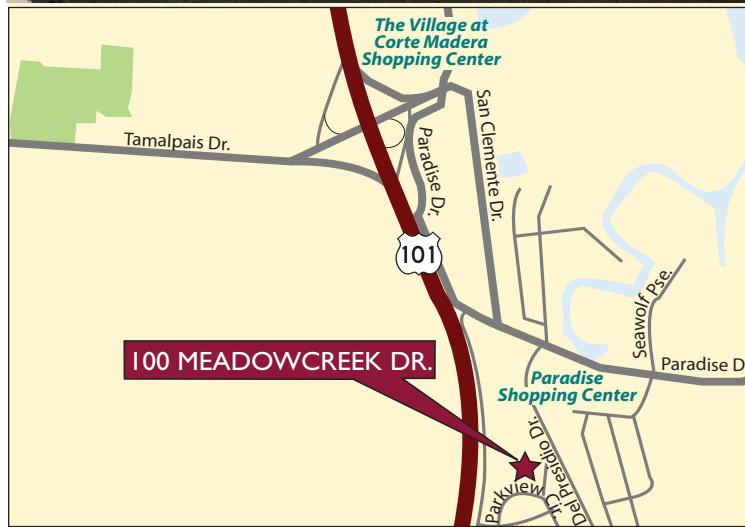 The Village at
Corte Madera
Shopping Center
Tamalpais Dr.
Paradise Dr.
San Clemente Dr.
101
Seawolf Pse.
100 MEADOWCREEK DR.
Paradise D
Paradise
Shopping Center
Del Presidio Dr.
Parkview Cir.